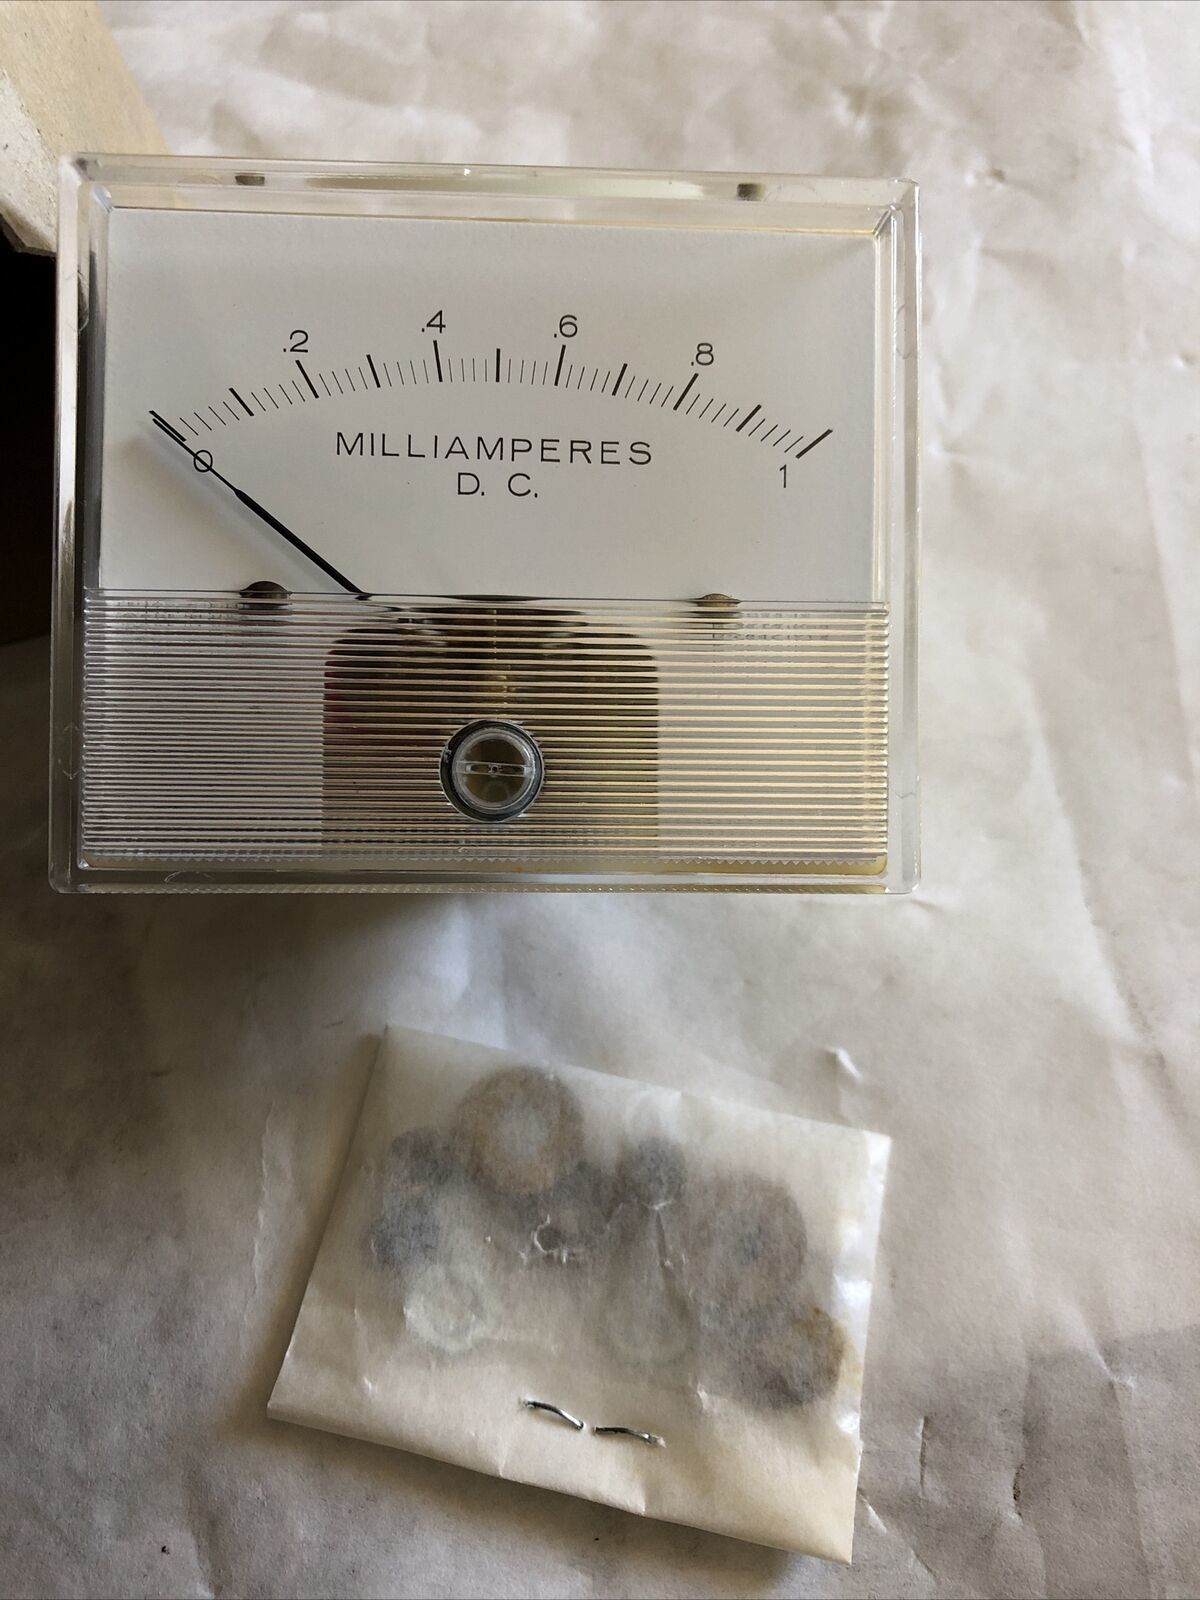 .2 .4 .6 .8
0 1
MILLIAMPERES
D. C.